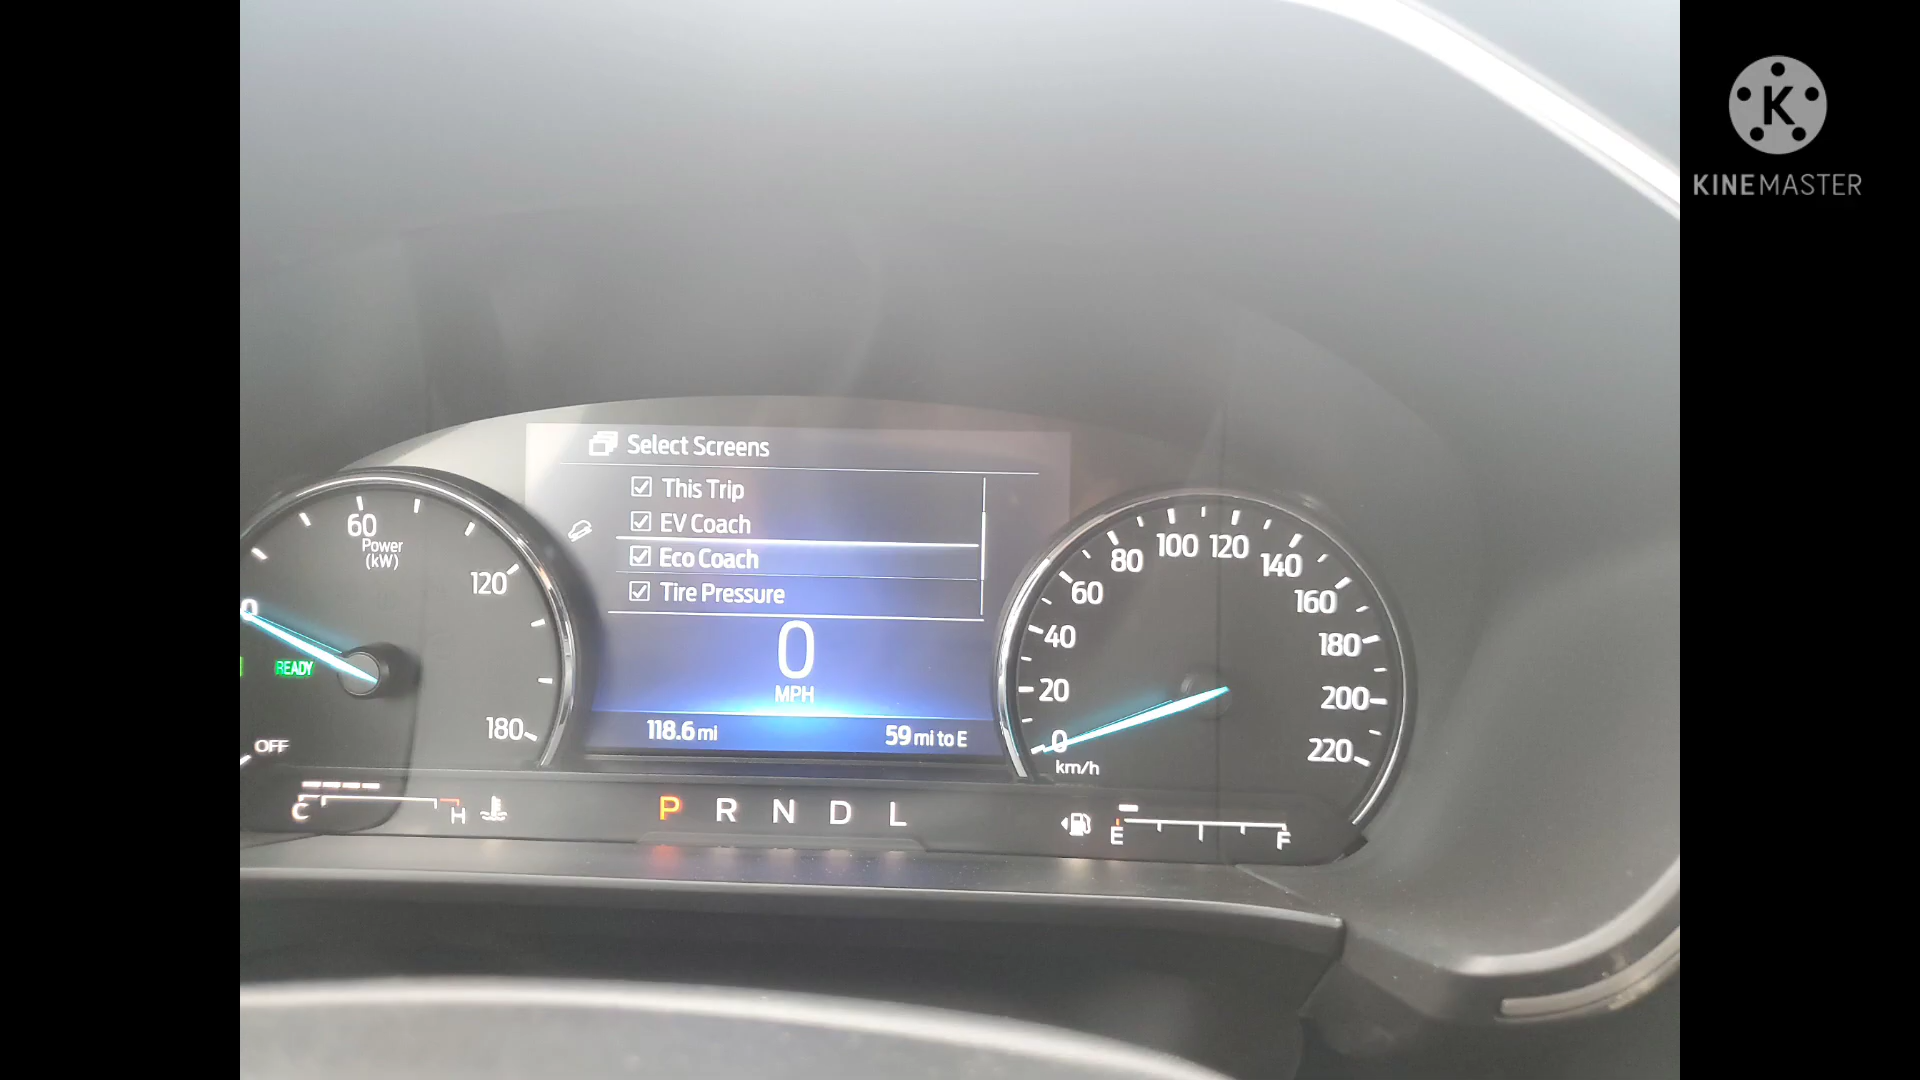 K
KINEMASTER
Select Screens
This Trip
EV Coach
Eco Coach
Tire Pressure
0
MPH
118.6 mi
59 mi to E
0
60
Power
(kW)
120
180
READY
OFF
C
H
P R N D L
0
20
40
60
80
100
120
140
160
180
200
220
km/h
E
F